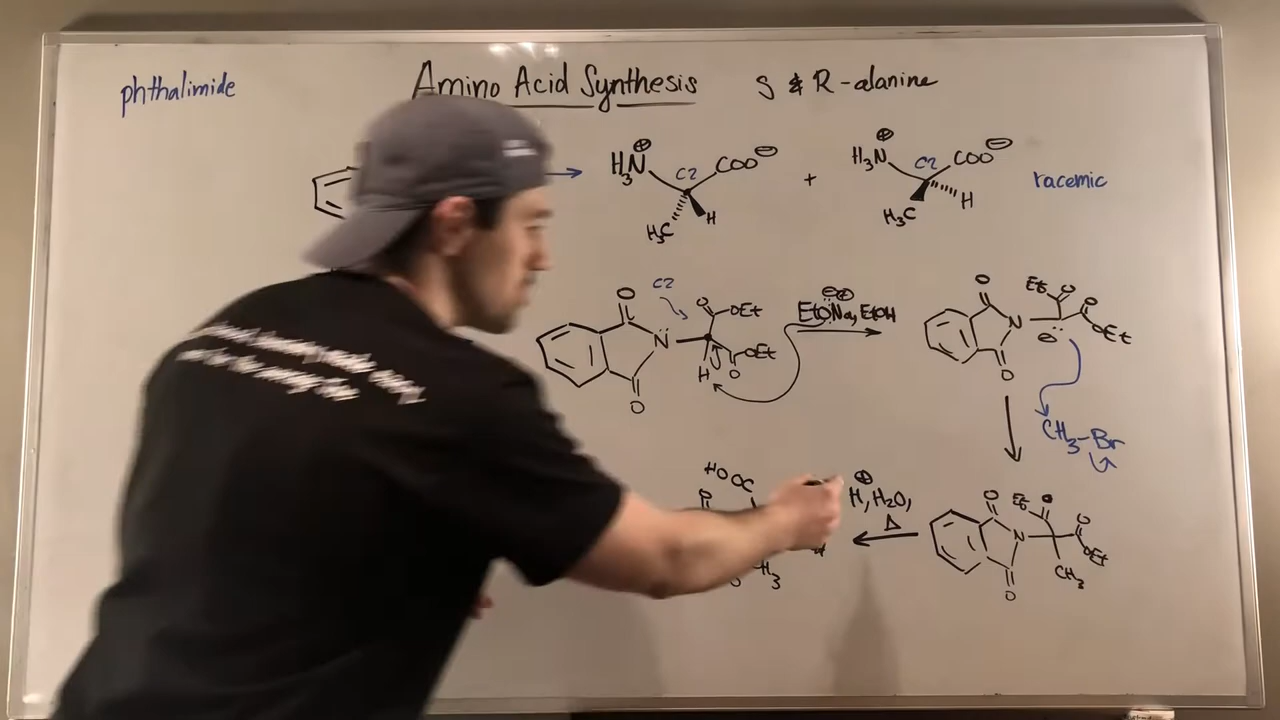 phthalimide
Amino Acid Synthesis S & R-alanine
H₃N⊕ C2 COO⊖ H₃C H
+
H₃N⊕ C2 COO⊖ H₃C H
racemic
C2
O N O O OEt OEt O H
EtONa, EtOH
⊖⊕
O N O Et O O OEt ⊖
CH₃-Br
HOOC
O
H₃
⊕
H, H₂O,
Δ
O N O Et O O OEt CH₃